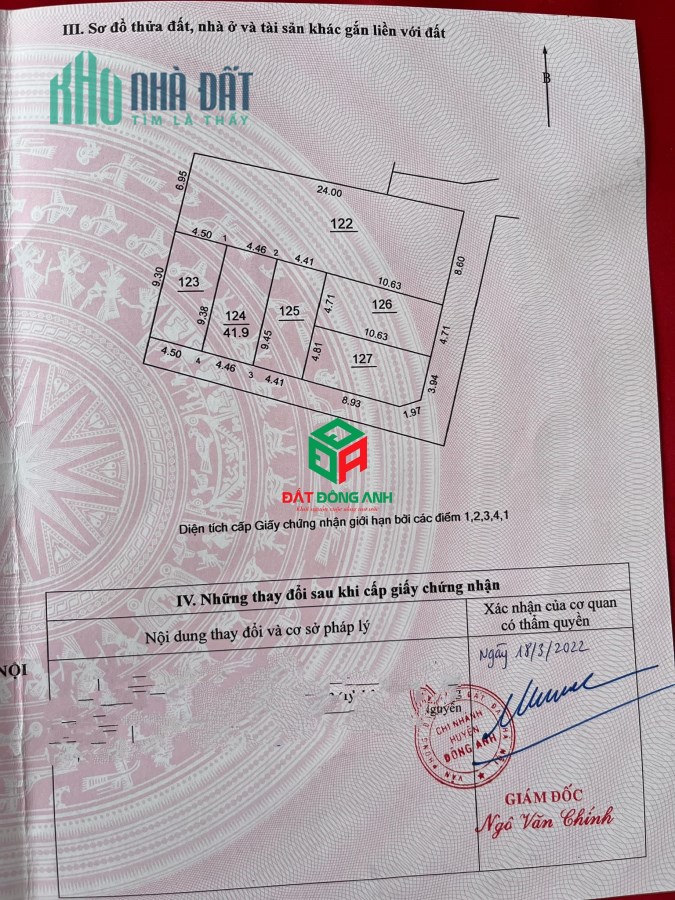 III. Sơ đồ thửa đất, nhà ở và tài sản khác gắn liền với đất
KHO NHÀ ĐẤT
TÌM LÀ THẤY
B
6.95
24.00
122
8.60
4.50
1
4.46
2
4.41
10.63
9.30
123
9.38
124
41.9
9.45
125
4.71
126
4.71
10.63
4.81
127
3.94
4.50
4
4.46
3
4.41
8.93
1.97
ĐẤT ĐÔNG ANH
Diện tích cấp Giấy chứng nhận giới hạn bởi các điểm 1,2,3,4,1
IV. Những thay đổi sau khi cấp giấy chứng nhận
Nội dung thay đổi và cơ sở pháp lý
Xác nhận của cơ quan
có thẩm quyền
NỘI
Ngày 18/3/2022
Nguyễn
CHI NHÁNH
HUYỆN
ĐÔNG ANH
GIÁM ĐỐC
Ngô Văn Chính